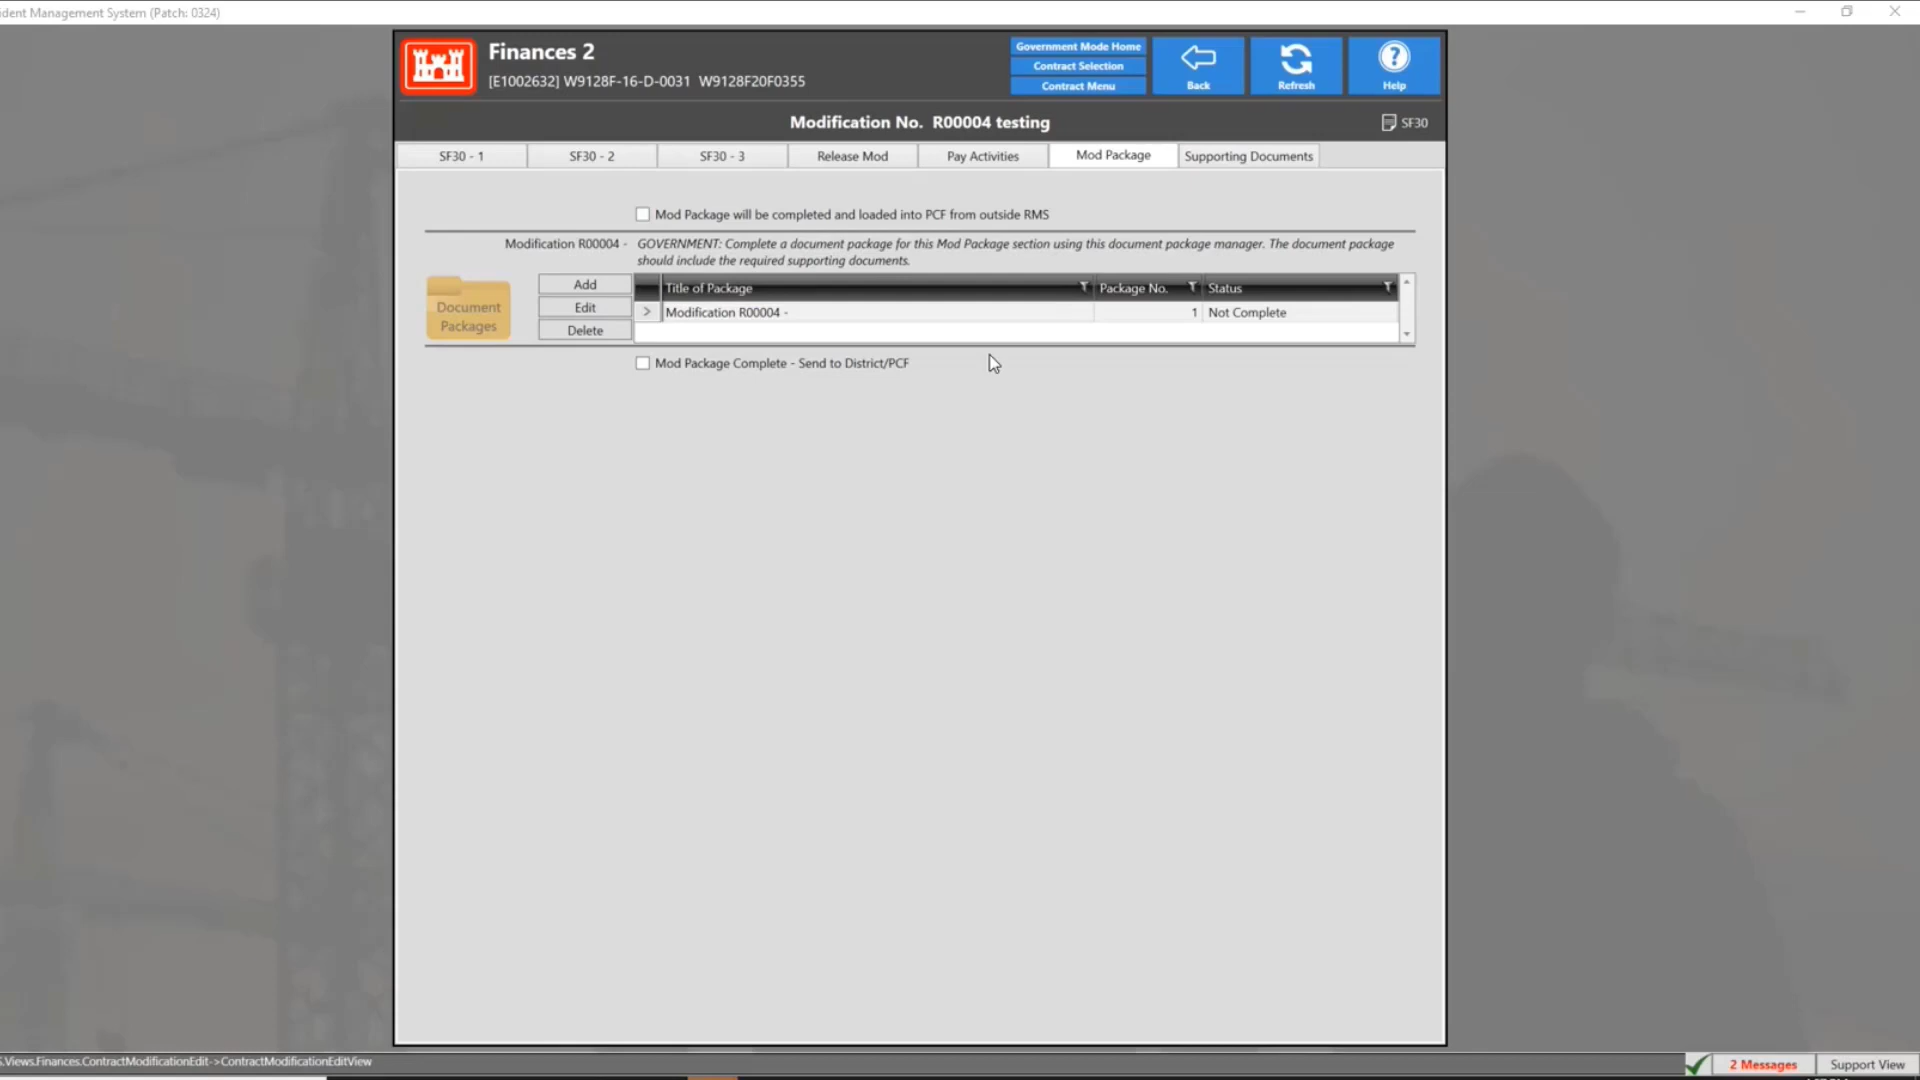 ident Management System (Patch: 0324)
Finances 2
[E1002632] W9128F-16-D-0031 W9128F20F0355
Government Mode Home
Contract Selection
Contract Menu
Back
Refresh
Help
Modification No. R00004 testing
SF30
SF30 - 1
SF30 - 2
SF30 - 3
Release Mod
Pay Activities
Mod Package
Supporting Documents
Mod Package will be completed and loaded into PCF from outside RMS
Modification R00004 -
GOVERNMENT: Complete a document package for this Mod Package section using this document package manager. The document package
should include the required supporting documents.
Document
Packages
Add
Edit
Delete
Title of Package
Package No.
Status
Modification R00004 -
1
Not Complete
Mod Package Complete - Send to District/PCF
.Views.Finances.ContractModificationEdit->ContractModificationEditView
2 Messages
Support View